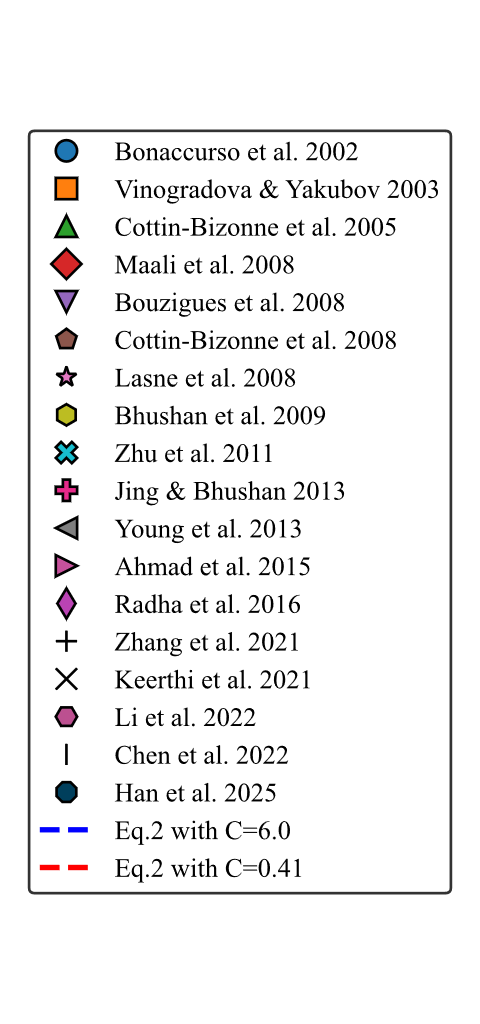 Bonaccurso et al. 2002
Vinogradova & Yakubov 2003
Cottin-Bizonne et al. 2005
Maali et al. 2008
Bouzigues et al. 2008
Cottin-Bizonne et al. 2008
Lasne et al. 2008
Bhushan et al. 2009
Zhu et al. 2011
Jing & Bhushan 2013
Young et al. 2013
Ahmad et al. 2015
Radha et al. 2016
Zhang et al. 2021
Keerthi et al. 2021
Li et al. 2022
Chen et al. 2022
Han et al. 2025
Eq.2 with C=6.0
Eq.2 with C=0.41